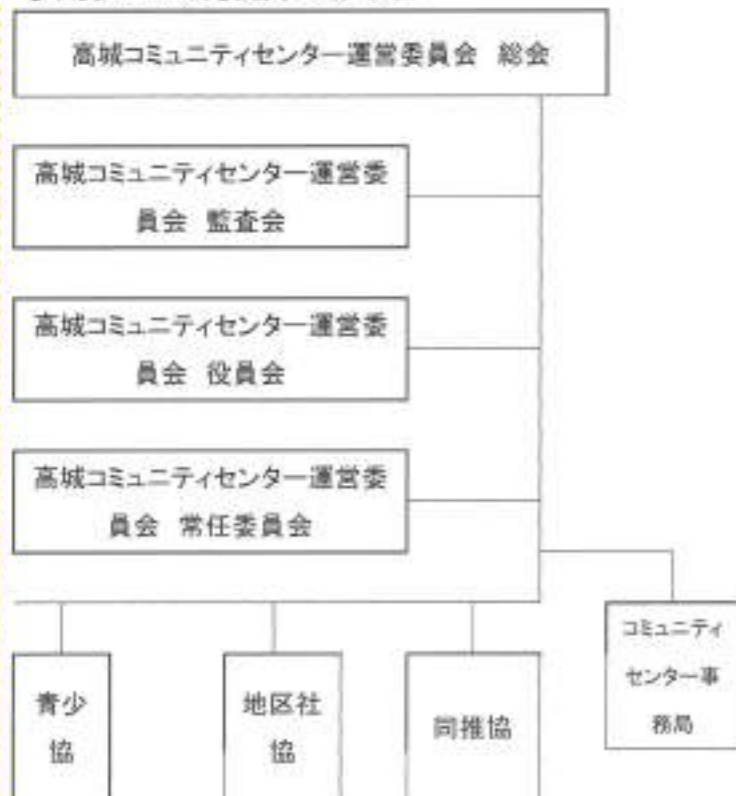 高城コミュニティセンター運営委員会 総会
高城コミュニティセンター運営委
員会 監査会
高城コミュニティセンター運営委
員会 役員会
高城コミュニティセンター運営委
員会 常任委員会
コミュニティ
センター事
務局
青少
協
地区社
協
同推協